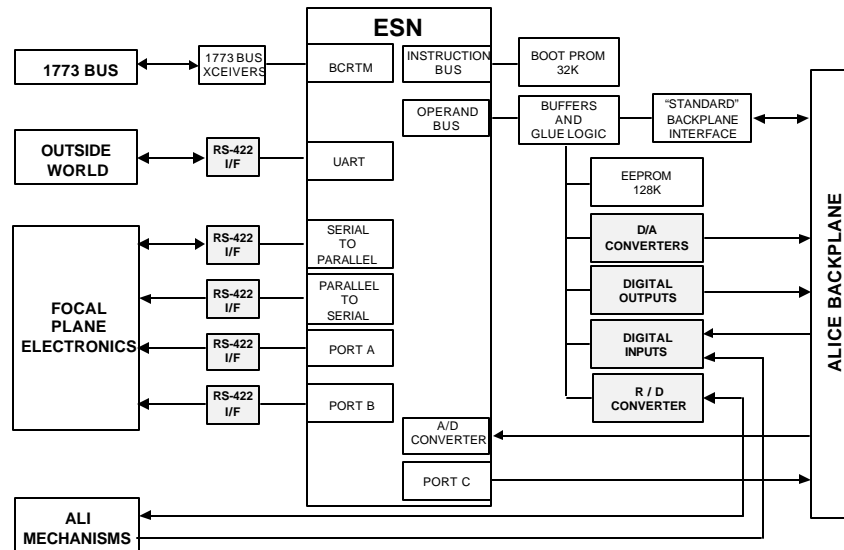 ESN
1773 BUS
1773 BUS
XCEIVERS
BCRTM
INSTRUCTION
BUS
BOOT PROM
32K
OPERAND
BUS
BUFFERS
AND
GLUE LOGIC
“STANDARD”
BACKPLANE
INTERFACE
OUTSIDE
WORLD
RS-422
I/F
UART
EEPROM
128K
FOCAL
PLANE
ELECTRONICS
RS-422
I/F
SERIAL
TO
PARALLEL
D/A
CONVERTERS
RS-422
I/F
PARALLEL
TO
SERIAL
DIGITAL
OUTPUTS
RS-422
I/F
PORT A
DIGITAL
INPUTS
RS-422
I/F
PORT B
R / D
CONVERTER
A/D
CONVERTER
PORT C
ALICE BACKPLANE
ALI
MECHANISMS